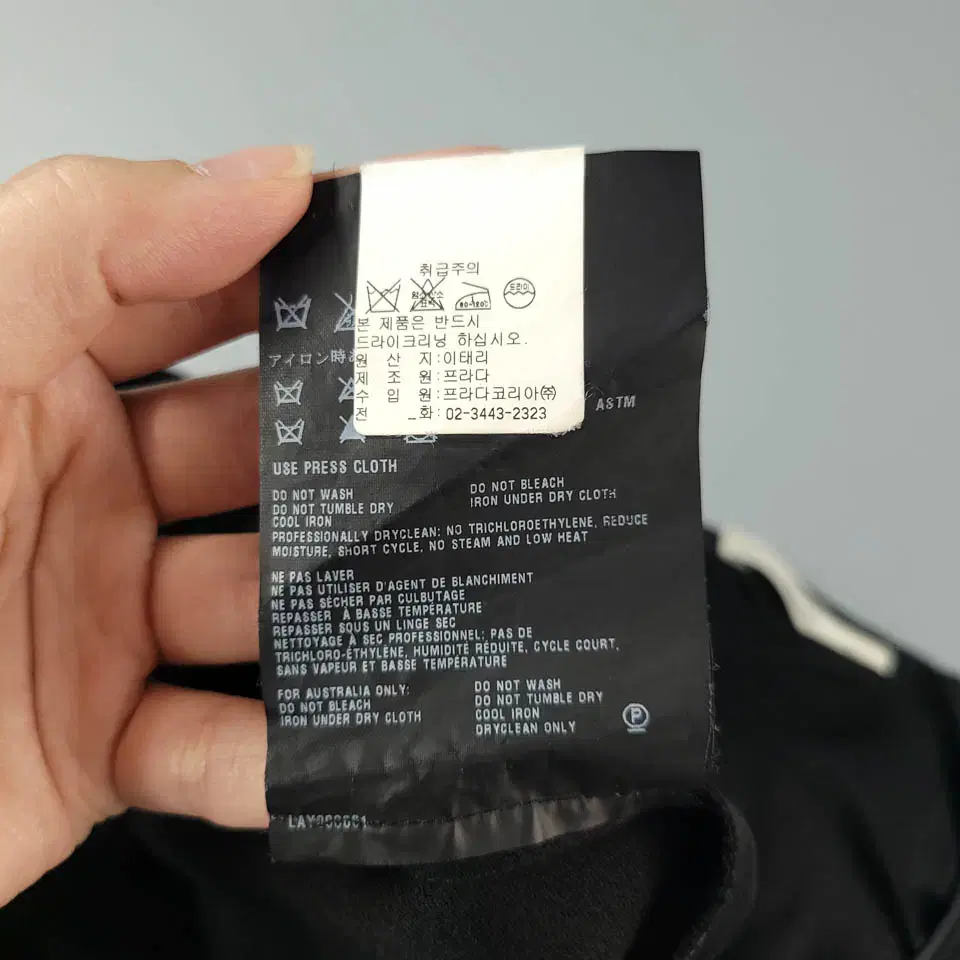 취급주의
80~120℃
드라이
본 제품은 반드시
드라이크리닝 하십시오.
원 산 지:이태리
제 조 원:프라다
수 입 원:프라다코리아㈜
전 화: 02-3443-2323
アイロン時
ASTM
USE PRESS CLOTH
DO NOT WASH
DO NOT TUMBLE DRY
COOL IRON
DO NOT BLEACH
IRON UNDER DRY CLOTH
PROFESSIONALLY DRYCLEAN: NO TRICHLOROETHYLENE, REDUCE
MOISTURE, SHORT CYCLE, NO STEAM AND LOW HEAT
NE PAS LAVER
NE PAS UTILISER D'AGENT DE BLANCHIMENT
NE PAS SÉCHER PAR CULBUTAGE
REPASSER À BASSE TEMPÉRATURE
REPASSER SOUS UN LINGE SEC
NETTOYAGE À SEC PROFESSIONNEL: PAS DE
TRICHLORO-ÉTHYLÈNE, HUMIDITÉ RÉDUITE, CYCLE COURT,
SANS VAPEUR ET BASSE TEMPÉRATURE
FOR AUSTRALIA ONLY:
DO NOT BLEACH
IRON UNDER DRY CLOTH
DO NOT WASH
DO NOT TUMBLE DRY
COOL IRON
DRYCLEAN ONLY
P